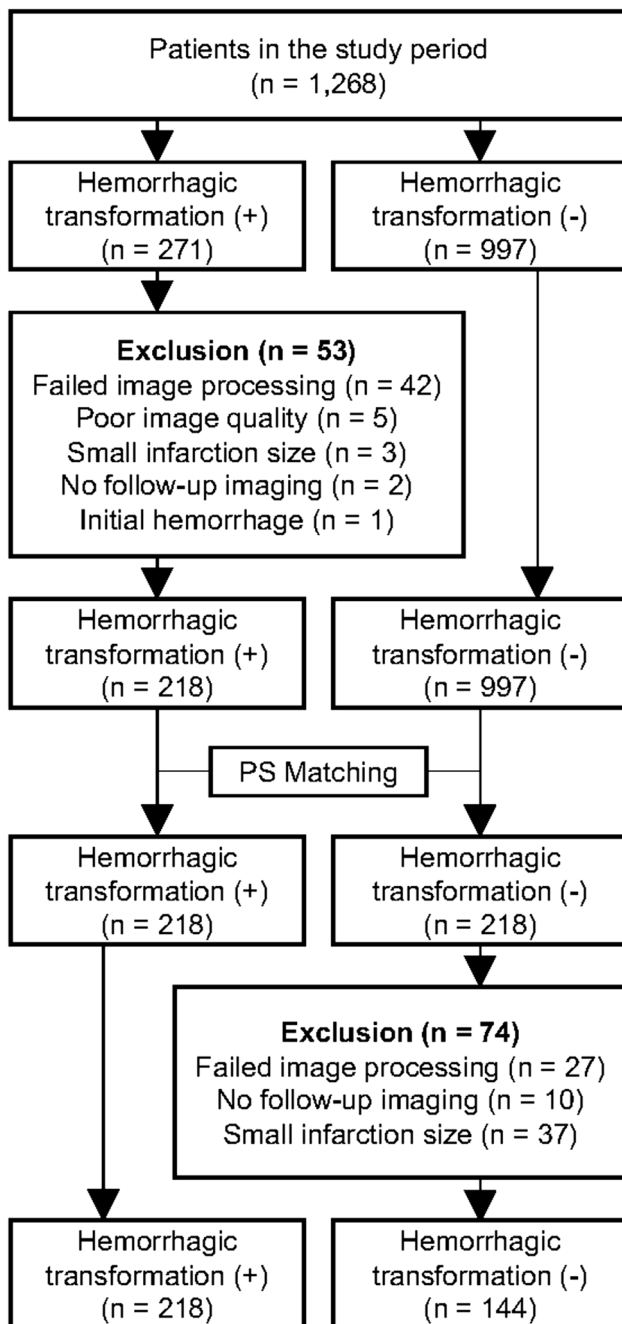 Patients in the study period
(n = 1,268)
Hemorrhagic
transformation (+)
(n = 271)
Hemorrhagic
transformation (-)
(n = 997)
Exclusion (n = 53)
Failed image processing (n = 42)
Poor image quality (n = 5)
Small infarction size (n = 3)
No follow-up imaging (n = 2)
Initial hemorrhage (n = 1)
Hemorrhagic
transformation (+)
(n = 218)
Hemorrhagic
transformation (-)
(n = 997)
PS Matching
Hemorrhagic
transformation (+)
(n = 218)
Hemorrhagic
transformation (-)
(n = 218)
Exclusion (n = 74)
Failed image processing (n = 27)
No follow-up imaging (n = 10)
Small infarction size (n = 37)
Hemorrhagic
transformation (+)
(n = 218)
Hemorrhagic
transformation (-)
(n = 144)